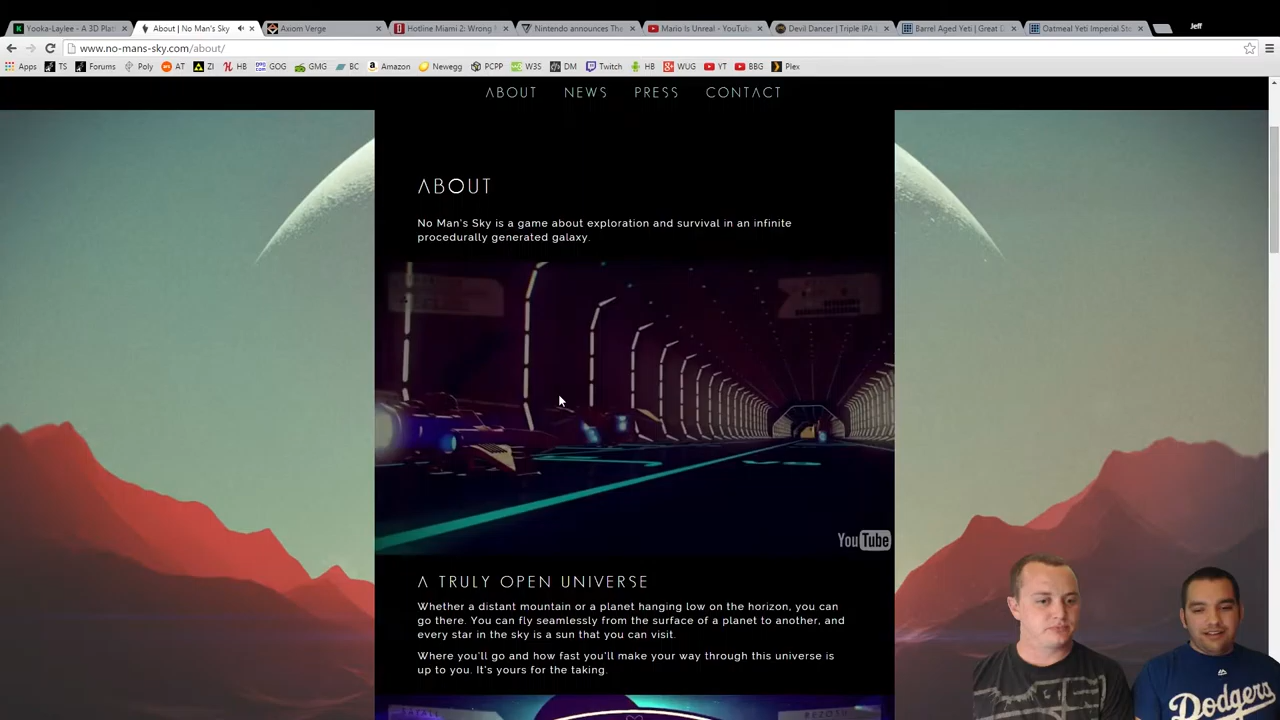 Yooka-Laylee - A 3D Platf
About | No Man's Sky
Axiom Verge
Hotline Miami 2: Wrong
Nintendo announces The
Mario Is Unreal - YouTube
Devil Dancer | Triple IPA
Barrel Aged Yeti | Great D
Oatmeal Yeti Imperial Sto
Jeff
www.no-mans-sky.com/about/
Apps TS Forums Poly AT ZI HB GOG GMG BC Amazon Newegg PCPP W3S DM Twitch HB WUG YT BBG Plex
ABOUT NEWS PRESS CONTACT
ABOUT
No Man's Sky is a game about exploration and survival in an infinite
procedurally generated galaxy.
YouTube
A TRULY OPEN UNIVERSE
Whether a distant mountain or a planet hanging low on the horizon, you can
go there. You can fly seamlessly from the surface of a planet to another, and
every star in the sky is a sun that you can visit.
Where you'll go and how fast you'll make your way through this universe is
up to you. It's yours for the taking.
Dodgers